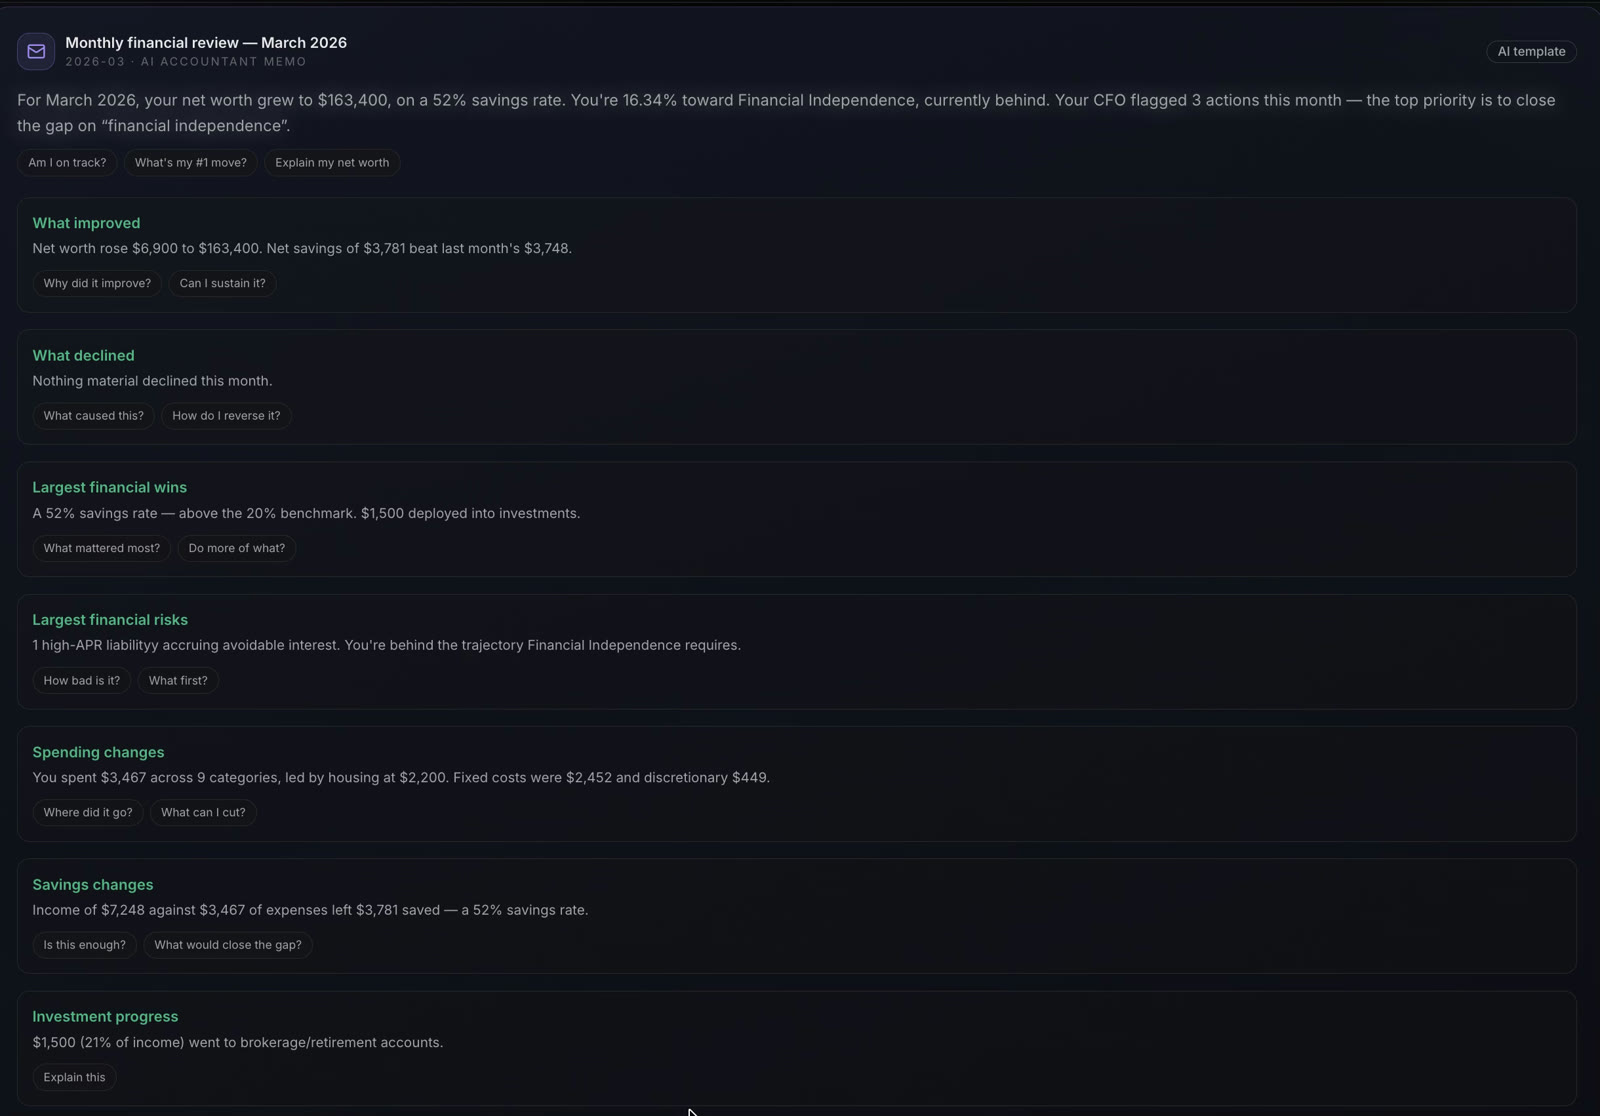 Monthly financial review — March 2026
2026-03 · AI ACCOUNTANT MEMO
AI template
For March 2026, your net worth grew to $163,400, on a 52% savings rate. You're 16.34% toward Financial Independence, currently behind. Your CFO flagged 3 actions this month — the top priority is to close
the gap on “financial independence”.
Am I on track? What's my #1 move? Explain my net worth
What improved
Net worth rose $6,900 to $163,400. Net savings of $3,781 beat last month's $3,748.
Why did it improve? Can I sustain it?
What declined
Nothing material declined this month.
What caused this? How do I reverse it?
Largest financial wins
A 52% savings rate — above the 20% benchmark. $1,500 deployed into investments.
What mattered most? Do more of what?
Largest financial risks
1 high-APR liabilityy accruing avoidable interest. You're behind the trajectory Financial Independence requires.
How bad is it? What first?
Spending changes
You spent $3,467 across 9 categories, led by housing at $2,200. Fixed costs were $2,452 and discretionary $449.
Where did it go? What can I cut?
Savings changes
Income of $7,248 against $3,467 of expenses left $3,781 saved — a 52% savings rate.
Is this enough? What would close the gap?
Investment progress
$1,500 (21% of income) went to brokerage/retirement accounts.
Explain this